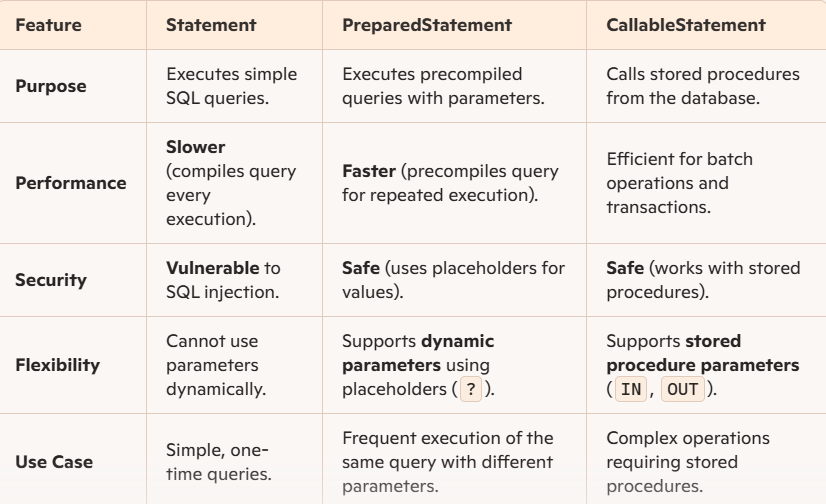 Feature Statement PreparedStatement CallableStatement
Purpose
Executes simple
SQL queries.
Executes precompiled
queries with parameters.
Calls stored procedures
from the database.
Performance
Slower
(compiles query
every
execution).
Faster (precompiles query
for repeated execution).
Efficient for batch
operations and
transactions.
Security
Vulnerable to
SQL injection.
Safe (uses placeholders for
values).
Safe (works with stored
procedures).
Flexibility
Cannot use
parameters
dynamically.
Supports dynamic
parameters using
placeholders ( ? ).
Supports stored
procedure parameters
( IN , OUT ).
Use Case
Simple, one-
time queries.
Frequent execution of the
same query with different
parameters.
Complex operations
requiring stored
procedures.